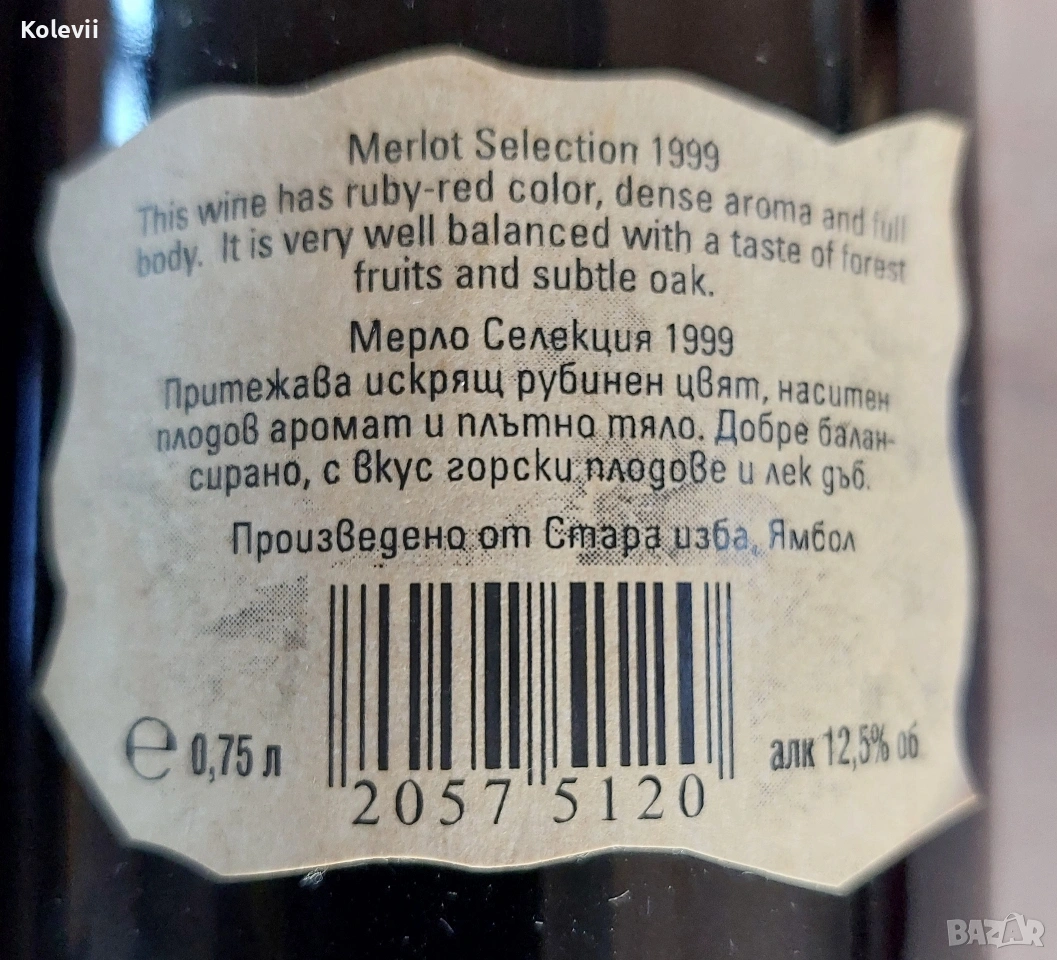 Kolevii
Merlot Selection 1999
This wine has ruby-red color, dense aroma and full
body. It is very well balanced with a taste of forest
fruits and subtle oak.
Мерло Селекция 1999
Притежава искрящ рубинен цвят, наситен
плодов аромат и плътно тяло. Добре балан-
сирано, с вкус горски плодове и лек дъб.
Произведено от Стара изба, Ямбол
e 0,75 л
алк 12,5% об
2057 5120
BAZAR